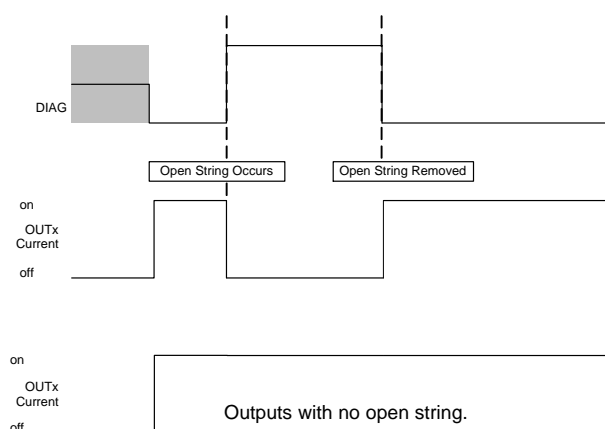 DIAG
Open String Occurs
Open String Removed
on
OUTx
Current
off
on
OUTx
Current
off
Outputs with no open string.